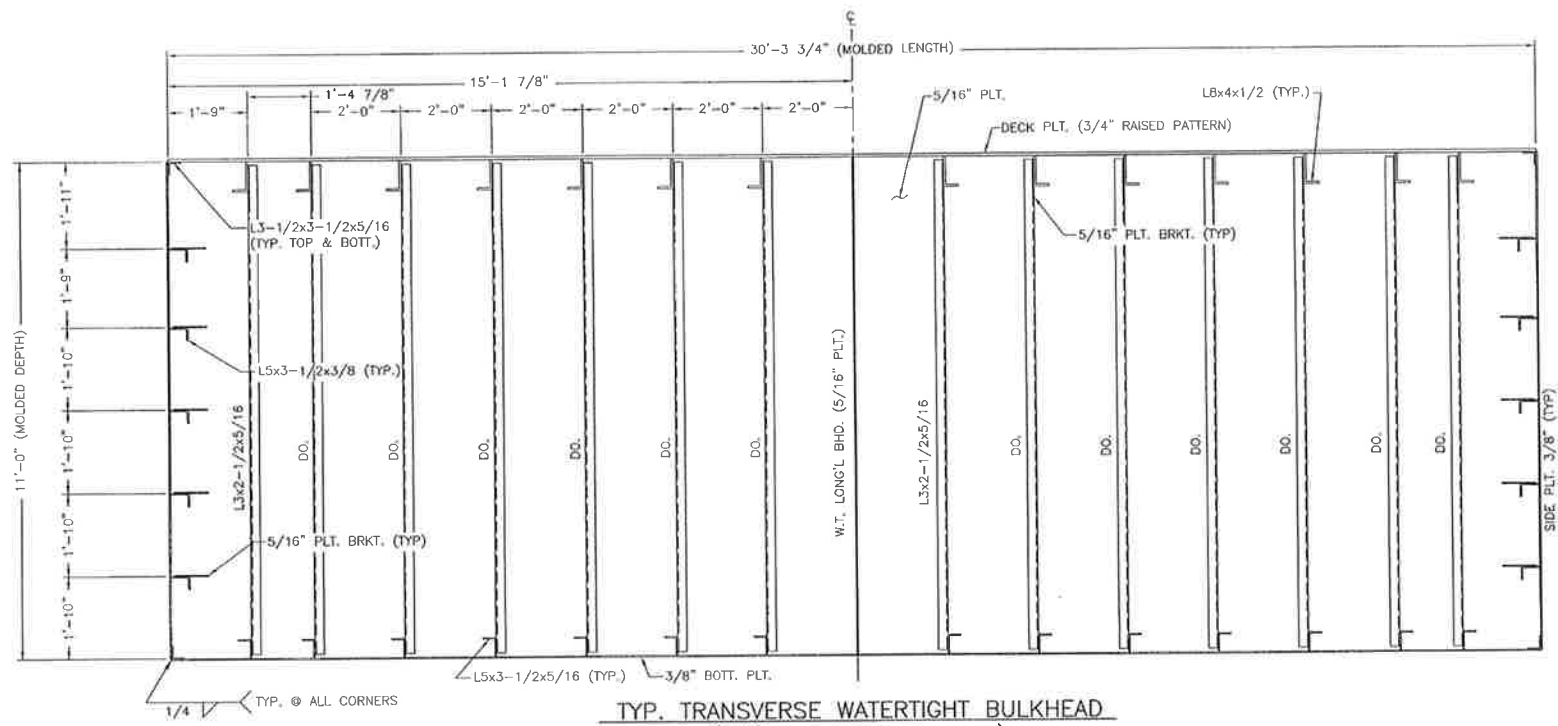 ℄
30'-3 3/4" (MOLDED LENGTH)
15'-1 7/8"
1'-4 7/8"
1'-9"
2'-0"
2'-0"
2'-0"
2'-0"
2'-0"
2'-0"
5/16" PLT.
L8x4x1/2 (TYP.)
DECK PLT. (3/4" RAISED PATTERN)
11'-0" (MOLDED DEPTH)
1'-11"
1'-9"
1'-10"
1'-10"
1'-10"
1'-10"
L3-1/2x3-1/2x5/16
(TYP. TOP & BOTT.)
5/16" PLT. BRKT. (TYP)
L5x3-1/2x3/8 (TYP.)
L3x2-1/2x5/16
DO.
DO.
DO.
DO.
DO.
DO.
W.T. LONG'L BHD. (5/16" PLT.)
L3x2-1/2x5/16
DO.
DO.
DO.
DO.
DO.
DO.
SIDE PLT. 3/8" (TYP)
5/16" PLT. BRKT. (TYP)
L5x3-1/2x5/16 (TYP.)
3/8" BOTT. PLT.
1/4
TYP. @ ALL CORNERS
TYP. TRANSVERSE WATERTIGHT BULKHEAD